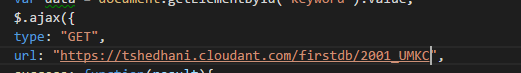 var data = document.getElementById("keyword").value;
$.ajax({
type: "GET",
url: "https://tshedhani.cloudant.com/firstdb/2001_UMKC",
success: function(result){